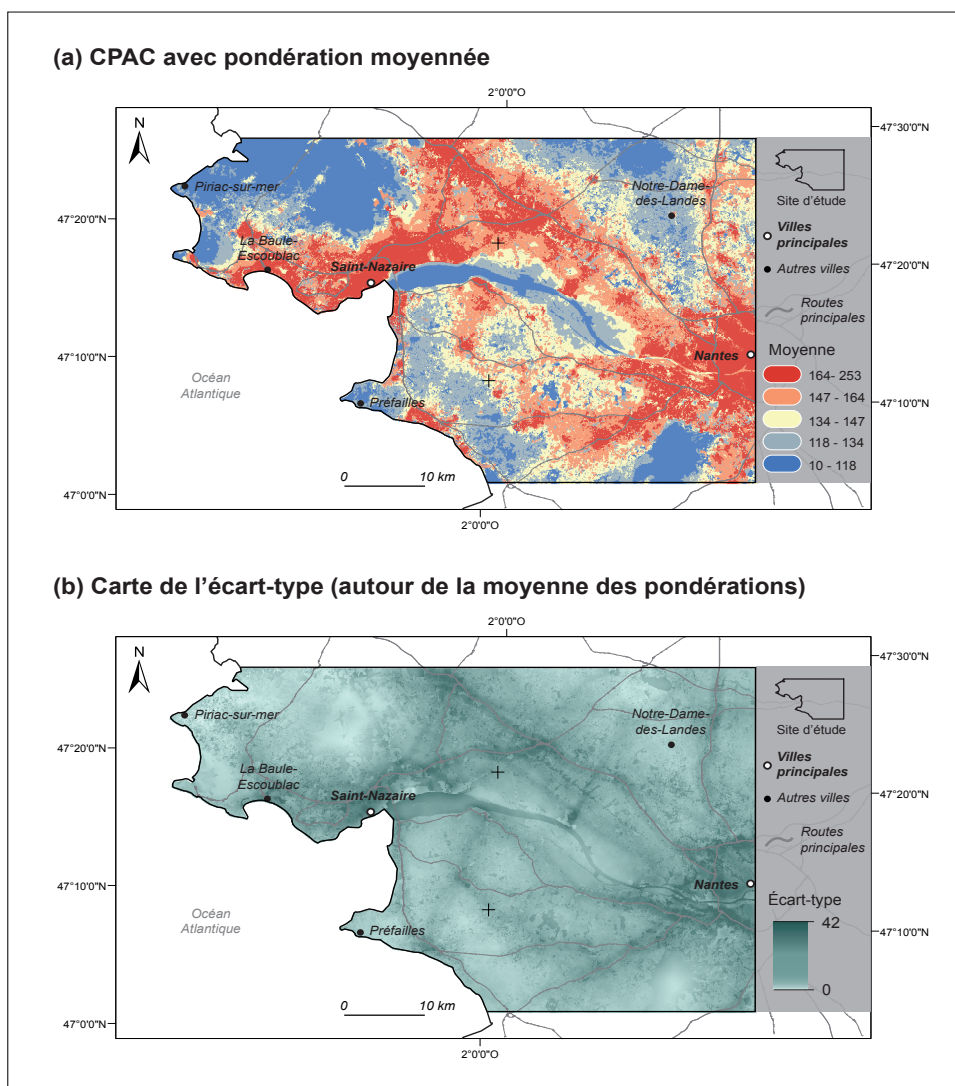 (a) CPAC avec pondération moyennée
2°0'0"O
N
47°30'0"N
Piriac-sur-mer
Notre-Dame-
des-Landes
Site d'étude
47°20'0"N
La Baule-
Escoublac
Villes
principales
Saint-Nazaire
47°20'0"N
Autres villes
Routes
principales
47°10'0"N
Nantes
Moyenne
164- 253
Océan
Atlantique
147 - 164
Préfailles
47°10'0"N
134 - 147
118 - 134
10 - 118
0
10 km
47°0'0"N
2°0'0"O
(b) Carte de l'écart-type (autour de la moyenne des pondérations)
2°0'0"O
N
47°30'0"N
Piriac-sur-mer
Notre-Dame-
des-Landes
Site d'étude
47°20'0"N
La Baule-
Escoublac
Villes
principales
Saint-Nazaire
47°20'0"N
Autres villes
Routes
principales
47°10'0"N
Nantes
Écart-type
Océan
Atlantique
42
Préfailles
47°10'0"N
0
0
10 km
47°0'0"N
2°0'0"O